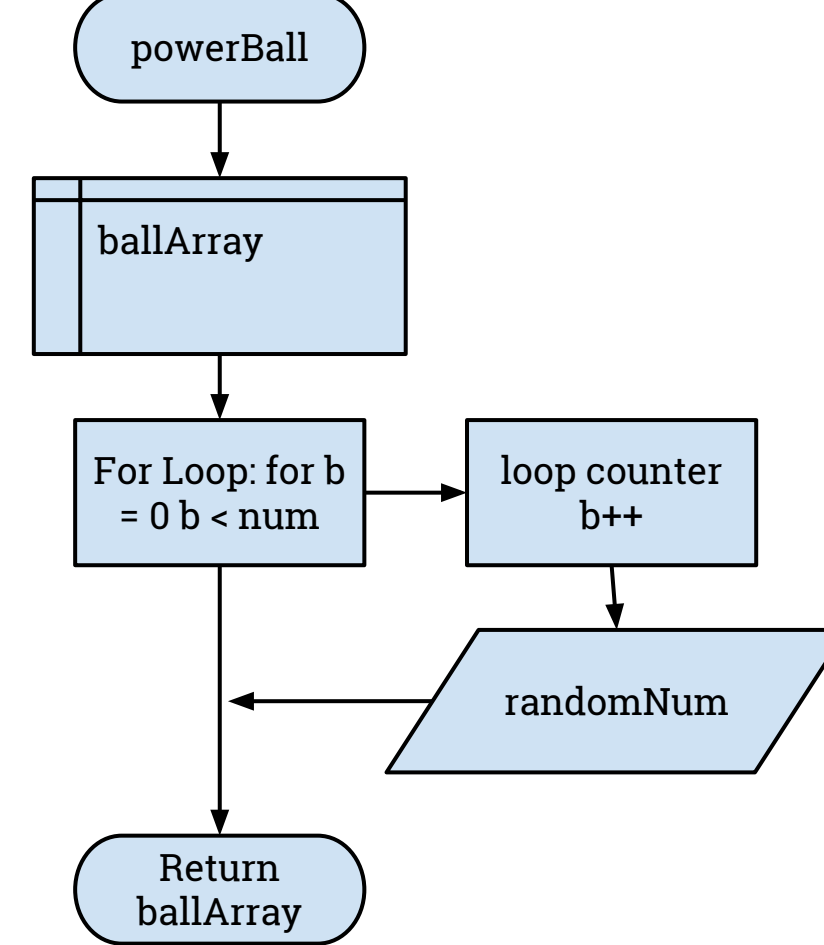 powerBall
ballArray
For Loop: for b
= 0 b < num
loop counter
b++
randomNum
Return
ballArray